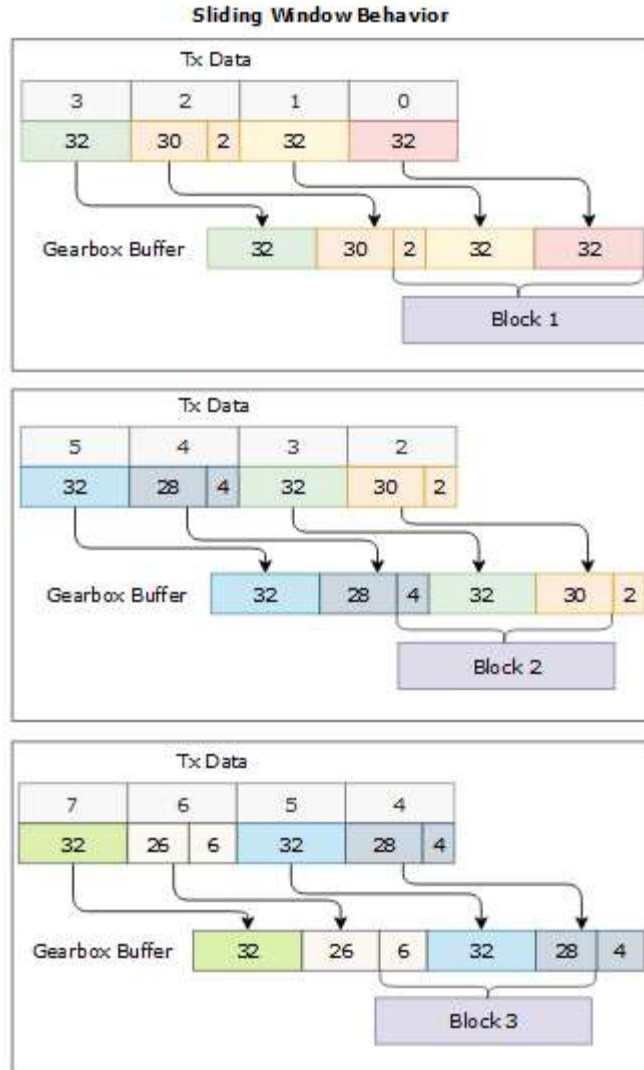 Sliding Window Behavior
Tx Data
3 2 1 0
32 30 2 32 32
Gearbox Buffer 32 30 2 32 32
Block 1
Tx Data
5 4 3 2
32 28 4 32 30 2
Gearbox Buffer 32 28 4 32 30 2
Block 2
Tx Data
7 6 5 4
32 26 6 32 28 4
Gearbox Buffer 32 26 6 32 28 4
Block 3